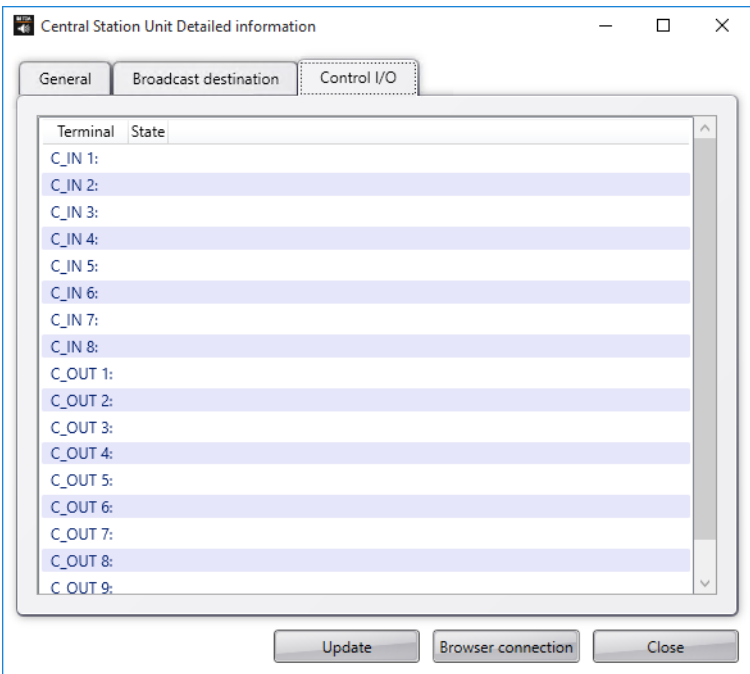 Central Station Unit Detailed information
General Broadcast destination Control I/O
Terminal State
C_IN 1:
C_IN 2:
C_IN 3:
C_IN 4:
C_IN 5:
C_IN 6:
C_IN 7:
C_IN 8:
C_OUT 1:
C_OUT 2:
C_OUT 3:
C_OUT 4:
C_OUT 5:
C_OUT 6:
C_OUT 7:
C_OUT 8:
C_OUT 9:
Update Browser connection Close